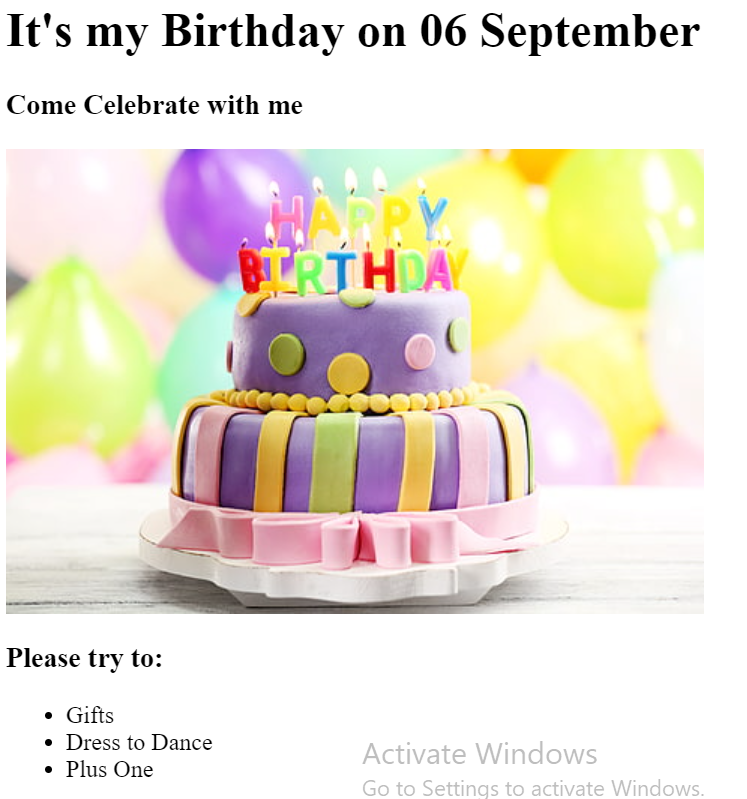 It's my Birthday on 06 September
Come Celebrate with me
HAPPY
BIRTHDAY
Please try to:
• Gifts
• Dress to Dance
• Plus One
Activate Windows
Go to Settings to activate Windows.